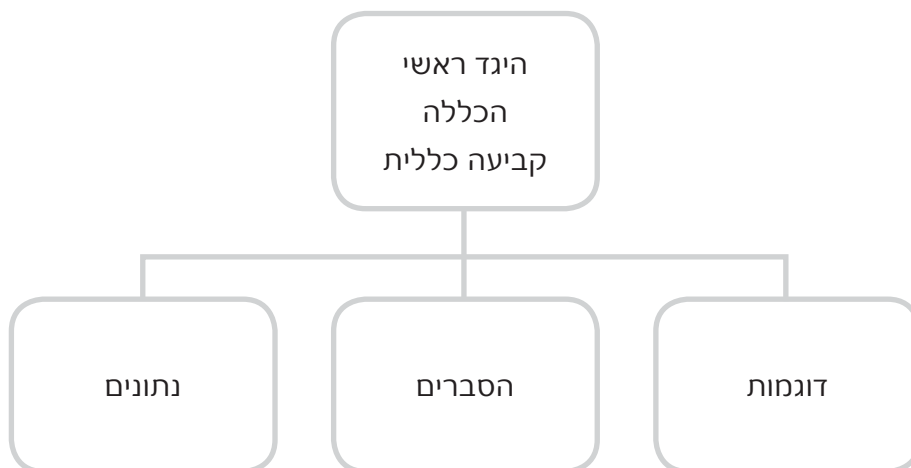 היגד ראשי
הכללה
קביעה כללית
דוגמות
הסברים
נתונים